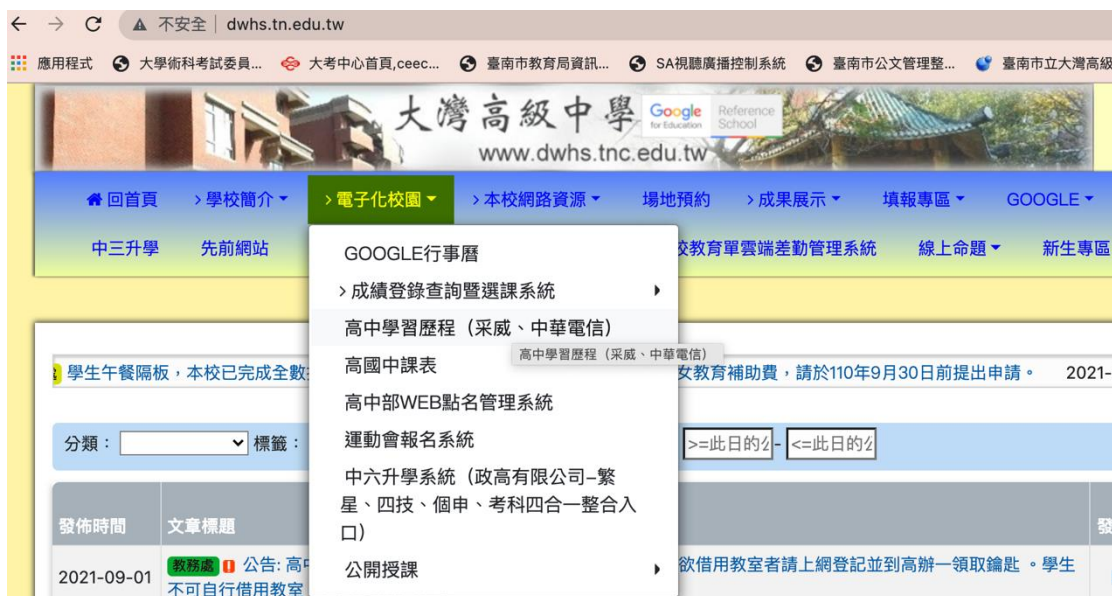 不安全 dwhs.tn.edu.tw
應用程式 大學術科考試委員... 大考中心首頁,ceec... 臺南市教育局資訊... SA視聽廣播控制系統 臺南市公文管理整... 臺南市立大灣高級
大灣高級中學 Google for Education Reference School
www.dwhs.tnc.edu.tw
回首頁 >學校簡介 >電子化校園 >本校網路資源 場地預約 >成果展示 填報專區 GOOGLE
中三升學 先前網站 校教育單雲端差勤管理系統 線上命題 新生專區
GOOGLE行事曆
>成績登錄查詢暨選課系統
高中學習歷程（采威、中華電信）
高中學習歷程（采威、中華電信）
高國中課表
學生午餐隔板，本校已完成全數 女教育補助費，請於110年9月30日前提出申請。 2021-
高中部WEB點名管理系統
運動會報名系統
分類： 標籤： >=此日的 - <=此日的
中六升學系統（政高有限公司–繁
星、四技、個申、考科四合一整合入
口）
發佈時間 文章標題
公開授課
2021-09-01 教務處 公告: 高中 欲借用教室者請上網登記並到高辦一領取鑰匙 。學生
不可自行借用教室